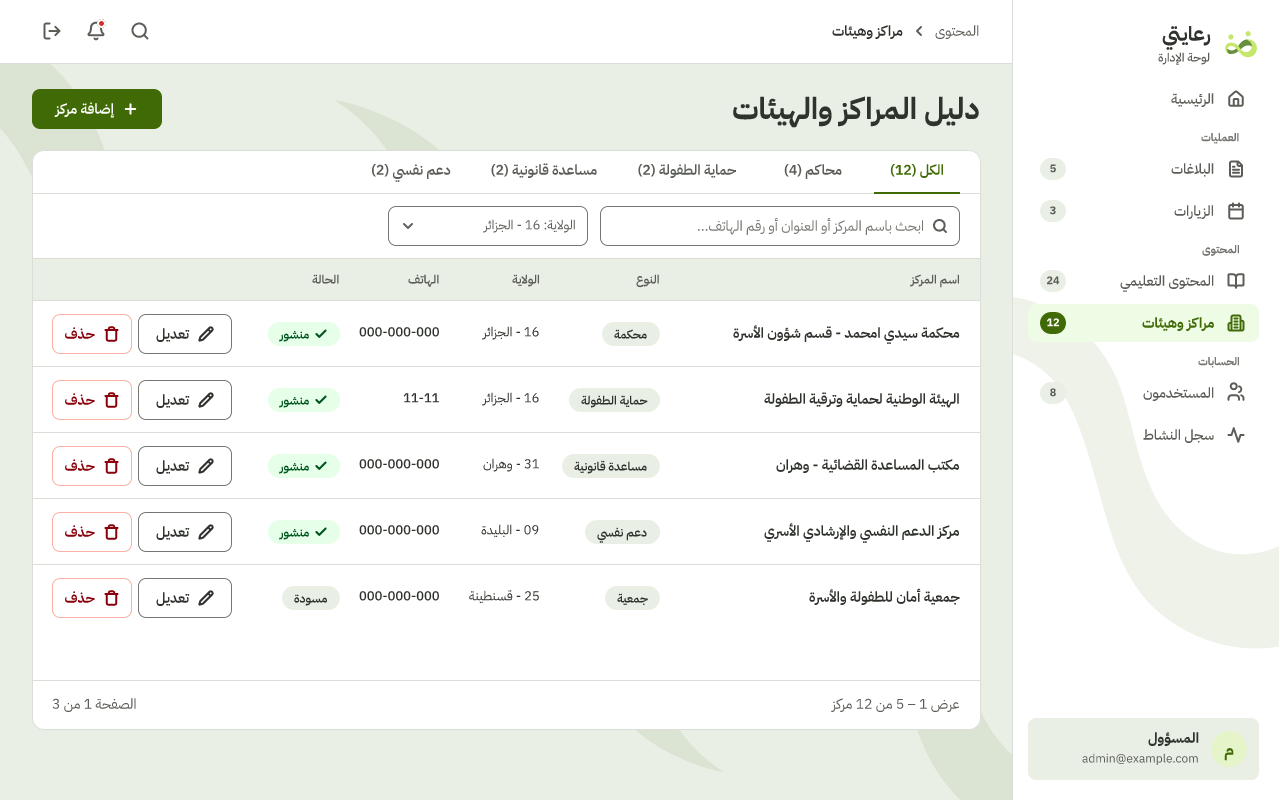 رعايتي
لوحة الإدارة
الرئيسية
العمليات
البلاغات 5
الزيارات 3
المحتوى
المحتوى التعليمي 24
مراكز وهيئات 12
الحسابات
المستخدمون 8
سجل النشاط
م
المسؤول
admin@example.com
المحتوى مراكز وهيئات
دليل المراكز والهيئات
إضافة مركز
الكل (12) محاكم (4) حماية الطفولة (2) مساعدة قانونية (2) دعم نفسي (2)
ابحث باسم المركز أو العنوان أو رقم الهاتف... الولاية: 16 - الجزائر
اسم المركز النوع الولاية الهاتف الحالة
محكمة سيدي امحمد - قسم شؤون الأسرة محكمة 16 - الجزائر 000-000-000 منشور تعديل حذف
الهيئة الوطنية لحماية وترقية الطفولة حماية الطفولة 16 - الجزائر 11-11 منشور تعديل حذف
مكتب المساعدة القضائية - وهران مساعدة قانونية 31 - وهران 000-000-000 منشور تعديل حذف
مركز الدعم النفسي والإرشادي الأسري دعم نفسي 09 - البليدة 000-000-000 منشور تعديل حذف
جمعية أمان للطفولة والأسرة جمعية 25 - قسنطينة 000-000-000 مسودة تعديل حذف
عرض 1 – 5 من 12 مركز الصفحة 1 من 3